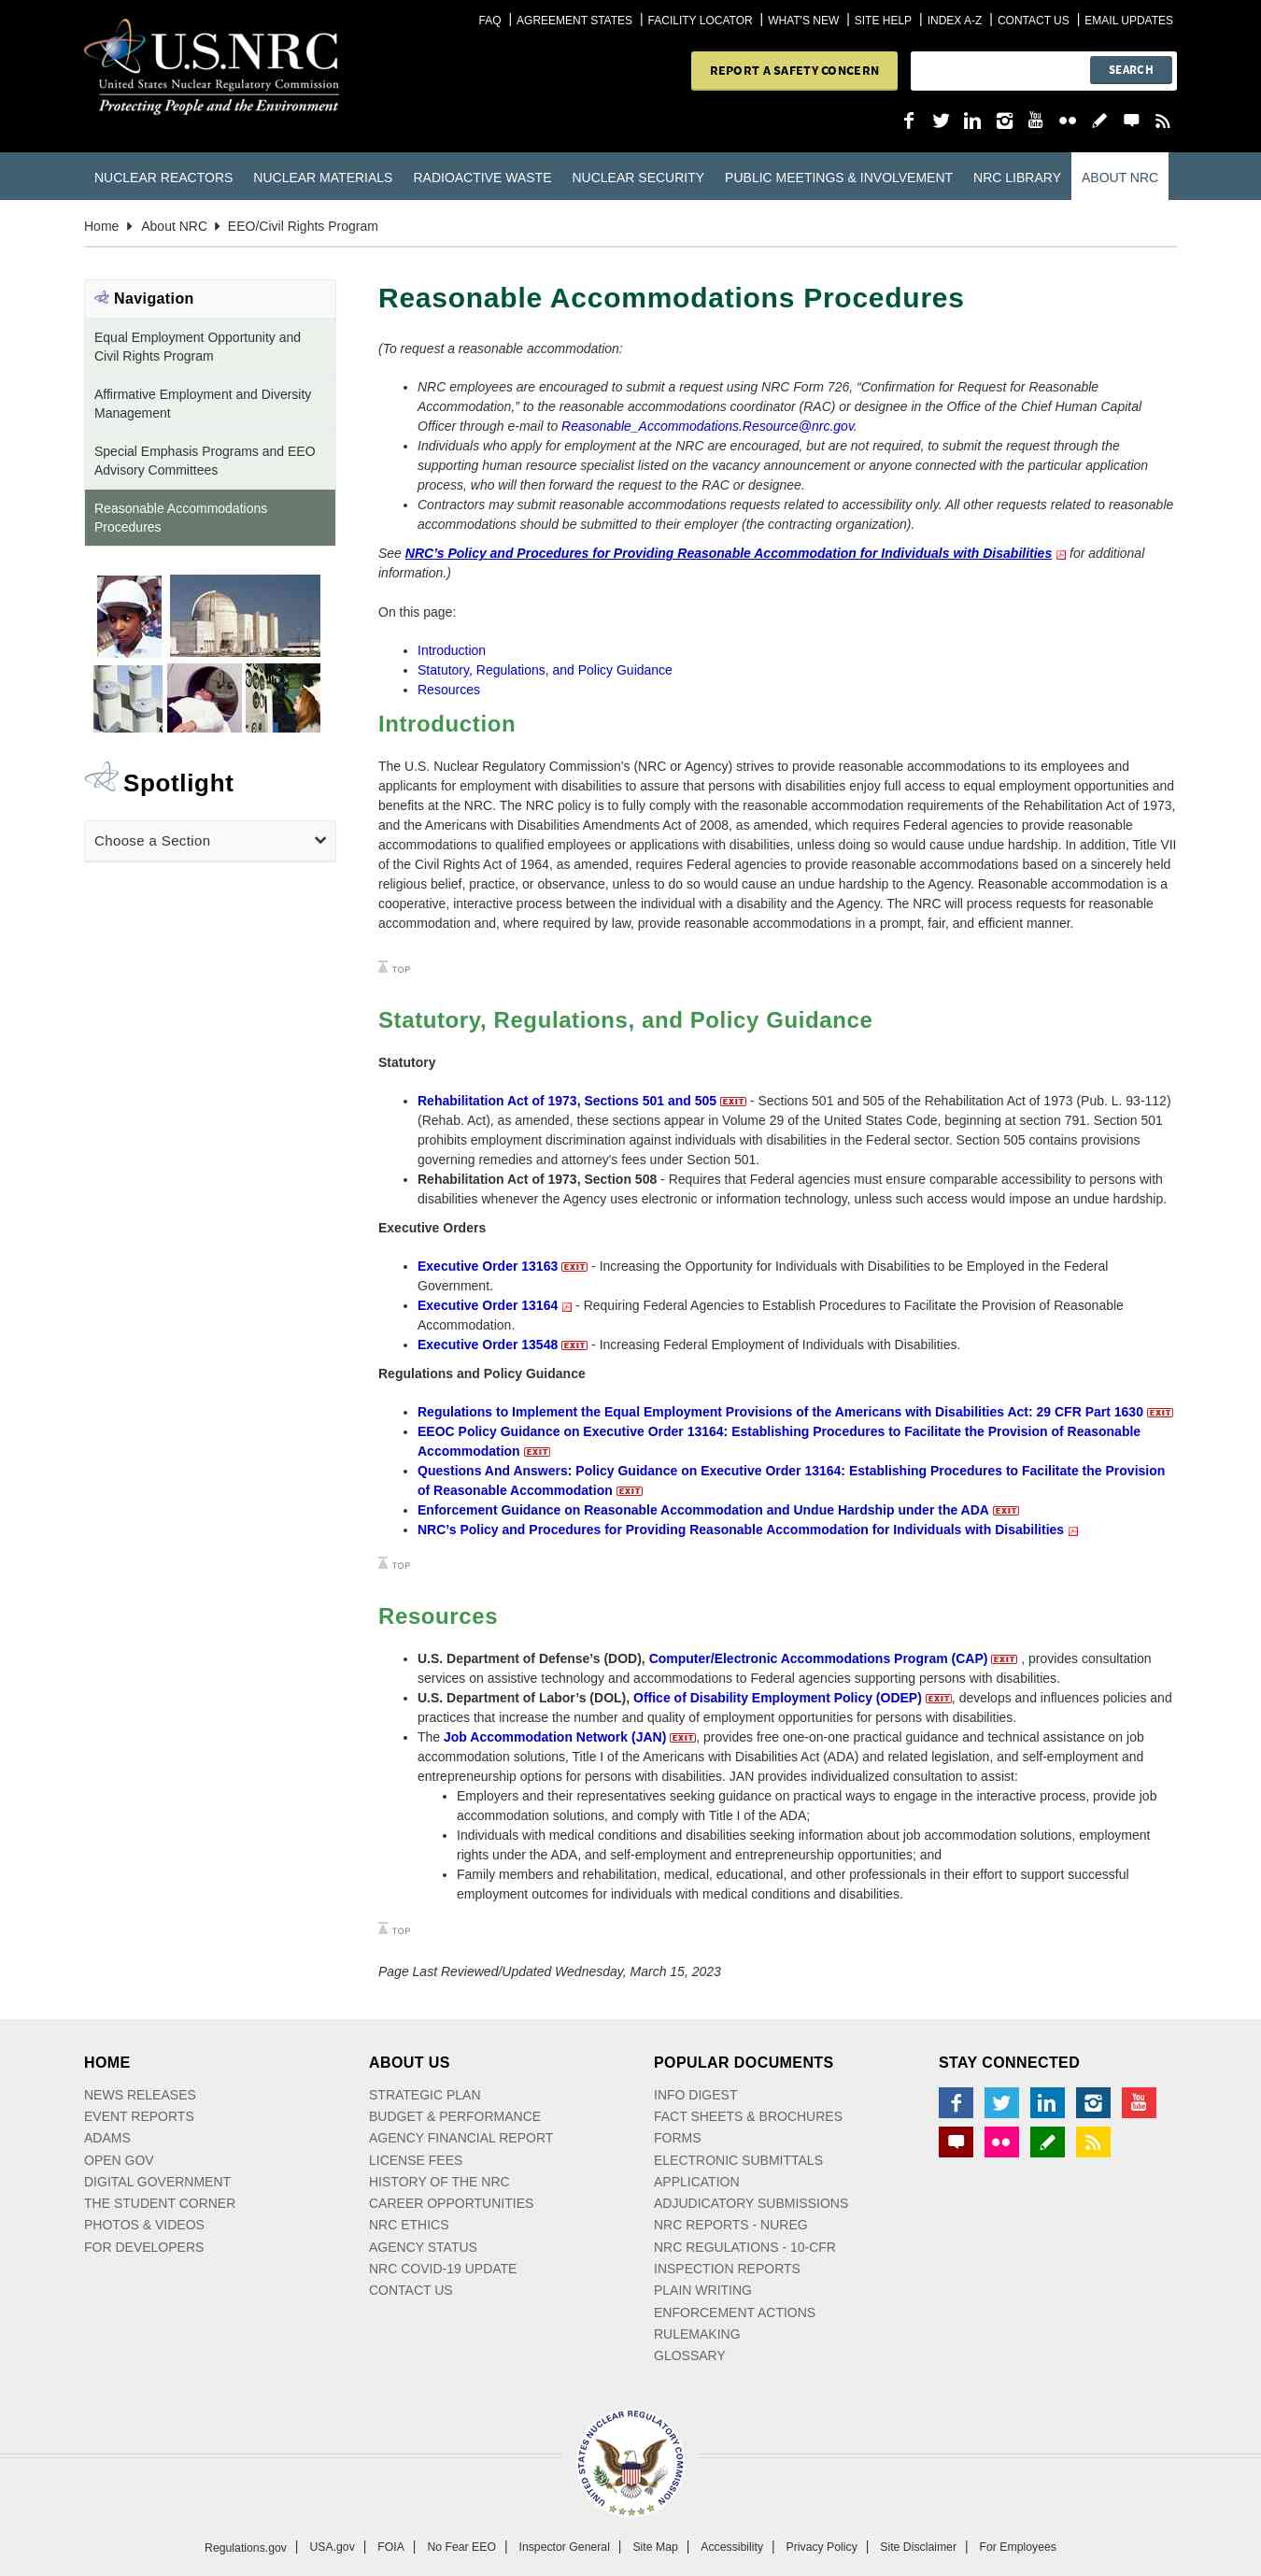 FAQ | AGREEMENT STATES | FACILITY LOCATOR | WHAT'S NEW | SITE HELP | INDEX A-Z | CONTACT US | EMAIL UPDATES
U.S.NRC
United States Nuclear Regulatory Commission
Protecting People and the Environment
REPORT A SAFETY CONCERN
SEARCH
NUCLEAR REACTORS NUCLEAR MATERIALS RADIOACTIVE WASTE NUCLEAR SECURITY PUBLIC MEETINGS & INVOLVEMENT NRC LIBRARY ABOUT NRC
Home About NRC EEO/Civil Rights Program
Navigation
Equal Employment Opportunity and
Civil Rights Program
Affirmative Employment and Diversity
Management
Special Emphasis Programs and EEO
Advisory Committees
Reasonable Accommodations
Procedures
Spotlight
Choose a Section
Reasonable Accommodations Procedures
(To request a reasonable accommodation:
• NRC employees are encouraged to submit a request using NRC Form 726, “Confirmation for Request for Reasonable
Accommodation,” to the reasonable accommodations coordinator (RAC) or designee in the Office of the Chief Human Capital
Officer through e-mail to Reasonable_Accommodations.Resource@nrc.gov.
• Individuals who apply for employment at the NRC are encouraged, but are not required, to submit the request through the
supporting human resource specialist listed on the vacancy announcement or anyone connected with the particular application
process, who will then forward the request to the RAC or designee.
• Contractors may submit reasonable accommodations requests related to accessibility only. All other requests related to reasonable
accommodations should be submitted to their employer (the contracting organization).
See NRC’s Policy and Procedures for Providing Reasonable Accommodation for Individuals with Disabilities for additional
information.)
On this page:
• Introduction
• Statutory, Regulations, and Policy Guidance
• Resources
Introduction
The U.S. Nuclear Regulatory Commission's (NRC or Agency) strives to provide reasonable accommodations to its employees and
applicants for employment with disabilities to assure that persons with disabilities enjoy full access to equal employment opportunities and
benefits at the NRC. The NRC policy is to fully comply with the reasonable accommodation requirements of the Rehabilitation Act of 1973,
and the Americans with Disabilities Amendments Act of 2008, as amended, which requires Federal agencies to provide reasonable
accommodations to qualified employees or applications with disabilities, unless doing so would cause undue hardship. In addition, Title VII
of the Civil Rights Act of 1964, as amended, requires Federal agencies to provide reasonable accommodations based on a sincerely held
religious belief, practice, or observance, unless to do so would cause an undue hardship to the Agency. Reasonable accommodation is a
cooperative, interactive process between the individual with a disability and the Agency. The NRC will process requests for reasonable
accommodation and, where required by law, provide reasonable accommodations in a prompt, fair, and efficient manner.
TOP
Statutory, Regulations, and Policy Guidance
Statutory
• Rehabilitation Act of 1973, Sections 501 and 505 EXIT - Sections 501 and 505 of the Rehabilitation Act of 1973 (Pub. L. 93-112)
(Rehab. Act), as amended, these sections appear in Volume 29 of the United States Code, beginning at section 791. Section 501
prohibits employment discrimination against individuals with disabilities in the Federal sector. Section 505 contains provisions
governing remedies and attorney's fees under Section 501.
• Rehabilitation Act of 1973, Section 508 - Requires that Federal agencies must ensure comparable accessibility to persons with
disabilities whenever the Agency uses electronic or information technology, unless such access would impose an undue hardship.
Executive Orders
• Executive Order 13163 EXIT - Increasing the Opportunity for Individuals with Disabilities to be Employed in the Federal
Government.
• Executive Order 13164 - Requiring Federal Agencies to Establish Procedures to Facilitate the Provision of Reasonable
Accommodation.
• Executive Order 13548 EXIT - Increasing Federal Employment of Individuals with Disabilities.
Regulations and Policy Guidance
• Regulations to Implement the Equal Employment Provisions of the Americans with Disabilities Act: 29 CFR Part 1630 EXIT
• EEOC Policy Guidance on Executive Order 13164: Establishing Procedures to Facilitate the Provision of Reasonable
Accommodation EXIT
• Questions And Answers: Policy Guidance on Executive Order 13164: Establishing Procedures to Facilitate the Provision
of Reasonable Accommodation EXIT
• Enforcement Guidance on Reasonable Accommodation and Undue Hardship under the ADA EXIT
• NRC’s Policy and Procedures for Providing Reasonable Accommodation for Individuals with Disabilities
TOP
Resources
• U.S. Department of Defense’s (DOD), Computer/Electronic Accommodations Program (CAP) EXIT , provides consultation
services on assistive technology and accommodations to Federal agencies supporting persons with disabilities.
• U.S. Department of Labor’s (DOL), Office of Disability Employment Policy (ODEP) EXIT, develops and influences policies and
practices that increase the number and quality of employment opportunities for persons with disabilities.
• The Job Accommodation Network (JAN) EXIT, provides free one-on-one practical guidance and technical assistance on job
accommodation solutions, Title I of the Americans with Disabilities Act (ADA) and related legislation, and self-employment and
entrepreneurship options for persons with disabilities. JAN provides individualized consultation to assist:
• Employers and their representatives seeking guidance on practical ways to engage in the interactive process, provide job
accommodation solutions, and comply with Title I of the ADA;
• Individuals with medical conditions and disabilities seeking information about job accommodation solutions, employment
rights under the ADA, and self-employment and entrepreneurship opportunities; and
• Family members and rehabilitation, medical, educational, and other professionals in their effort to support successful
employment outcomes for individuals with medical conditions and disabilities.
TOP
Page Last Reviewed/Updated Wednesday, March 15, 2023
HOME
NEWS RELEASES
EVENT REPORTS
ADAMS
OPEN GOV
DIGITAL GOVERNMENT
THE STUDENT CORNER
PHOTOS & VIDEOS
FOR DEVELOPERS
ABOUT US
STRATEGIC PLAN
BUDGET & PERFORMANCE
AGENCY FINANCIAL REPORT
LICENSE FEES
HISTORY OF THE NRC
CAREER OPPORTUNITIES
NRC ETHICS
AGENCY STATUS
NRC COVID-19 UPDATE
CONTACT US
POPULAR DOCUMENTS
INFO DIGEST
FACT SHEETS & BROCHURES
FORMS
ELECTRONIC SUBMITTALS
APPLICATION
ADJUDICATORY SUBMISSIONS
NRC REPORTS - NUREG
NRC REGULATIONS - 10-CFR
INSPECTION REPORTS
PLAIN WRITING
ENFORCEMENT ACTIONS
RULEMAKING
GLOSSARY
STAY CONNECTED
UNITED STATES NUCLEAR REGULATORY COMMISSION
Regulations.gov | USA.gov | FOIA | No Fear EEO | Inspector General | Site Map | Accessibility | Privacy Policy | Site Disclaimer | For Employees